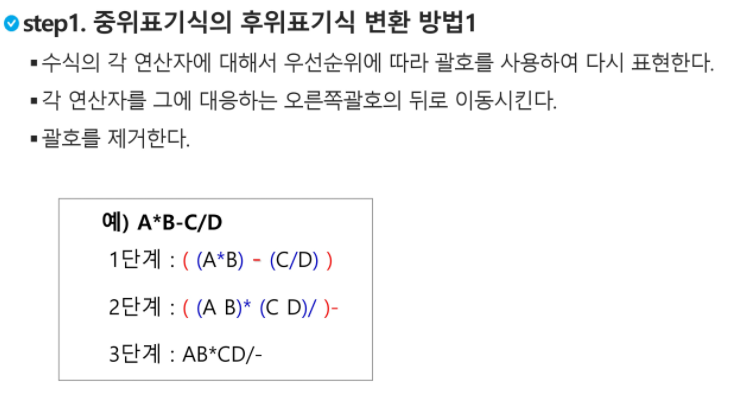 step1. 중위표기식의 후위표기식 변환 방법1
▪수식의 각 연산자에 대해서 우선순위에 따라 괄호를 사용하여 다시 표현한다.
▪각 연산자를 그에 대응하는 오른쪽괄호의 뒤로 이동시킨다.
▪괄호를 제거한다.
예) A*B-C/D
1단계 : ( (A*B) - (C/D) )
2단계 : ( (A B)* (C D)/ )-
3단계 : AB*CD/-